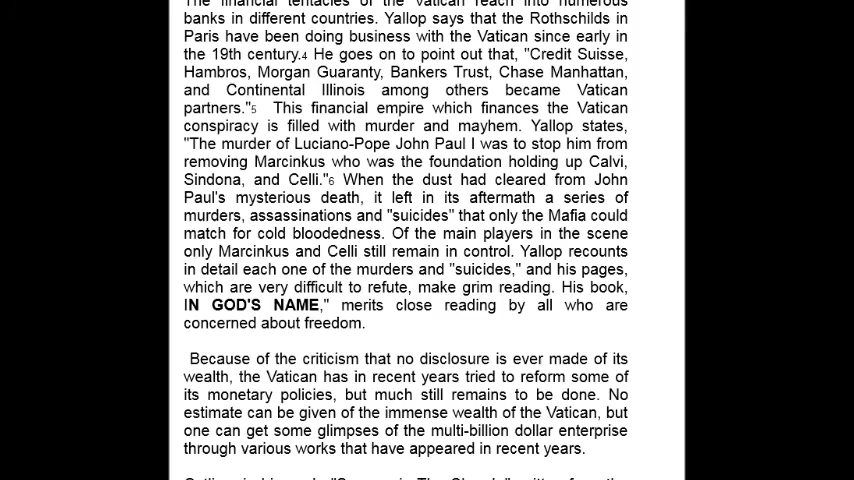 The financial tentacles of the Vatican reach into numerous
banks in different countries. Yallop says that the Rothschilds in
Paris have been doing business with the Vatican since early in
the 19th century.4 He goes on to point out that, "Credit Suisse,
Hambros, Morgan Guaranty, Bankers Trust, Chase Manhattan,
and Continental Illinois among others became Vatican
partners."5 This financial empire which finances the Vatican
conspiracy is filled with murder and mayhem. Yallop states,
"The murder of Luciano-Pope John Paul I was to stop him from
removing Marcinkus who was the foundation holding up Calvi,
Sindona, and Celli."6 When the dust had cleared from John
Paul's mysterious death, it left in its aftermath a series of
murders, assassinations and "suicides" that only the Mafia could
match for cold bloodedness. Of the main players in the scene
only Marcinkus and Celli still remain in control. Yallop recounts
in detail each one of the murders and "suicides," and his pages,
which are very difficult to refute, make grim reading. His book,
IN GOD'S NAME," merits close reading by all who are
concerned about freedom.
Because of the criticism that no disclosure is ever made of its
wealth, the Vatican has in recent years tried to reform some of
its monetary policies, but much still remains to be done. No
estimate can be given of the immense wealth of the Vatican, but
one can get some glimpses of the multi-billion dollar enterprise
through various works that have appeared in recent years.